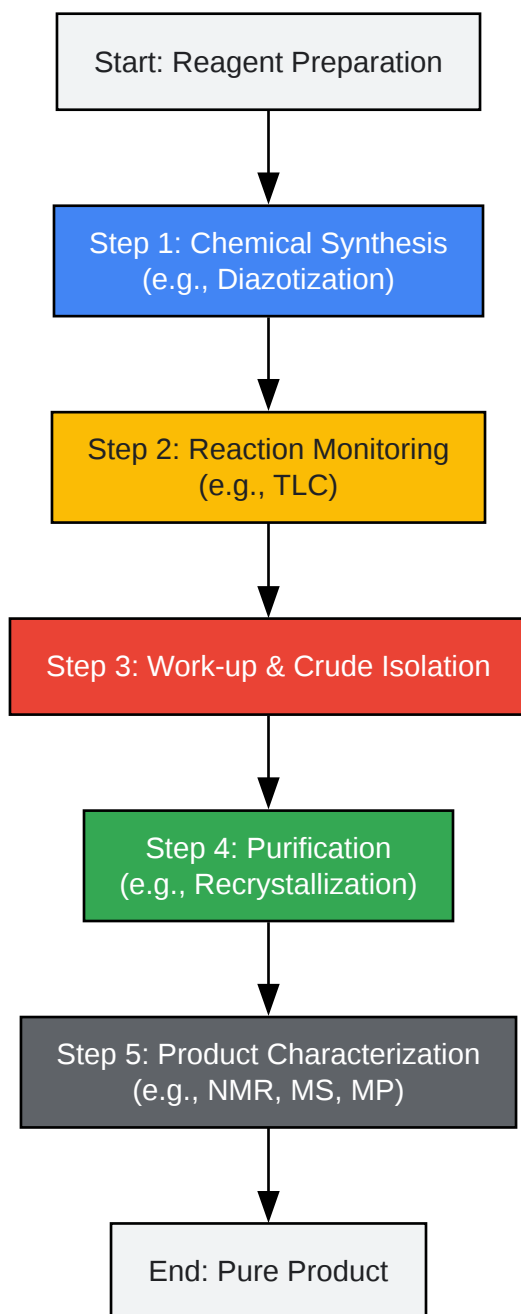 Start: Reagent Preparation
Step 1: Chemical Synthesis
(e.g., Diazotization)
Step 2: Reaction Monitoring
(e.g., TLC)
Step 3: Work-up & Crude Isolation
Step 4: Purification
(e.g., Recrystallization)
Step 5: Product Characterization
(e.g., NMR, MS, MP)
End: Pure Product